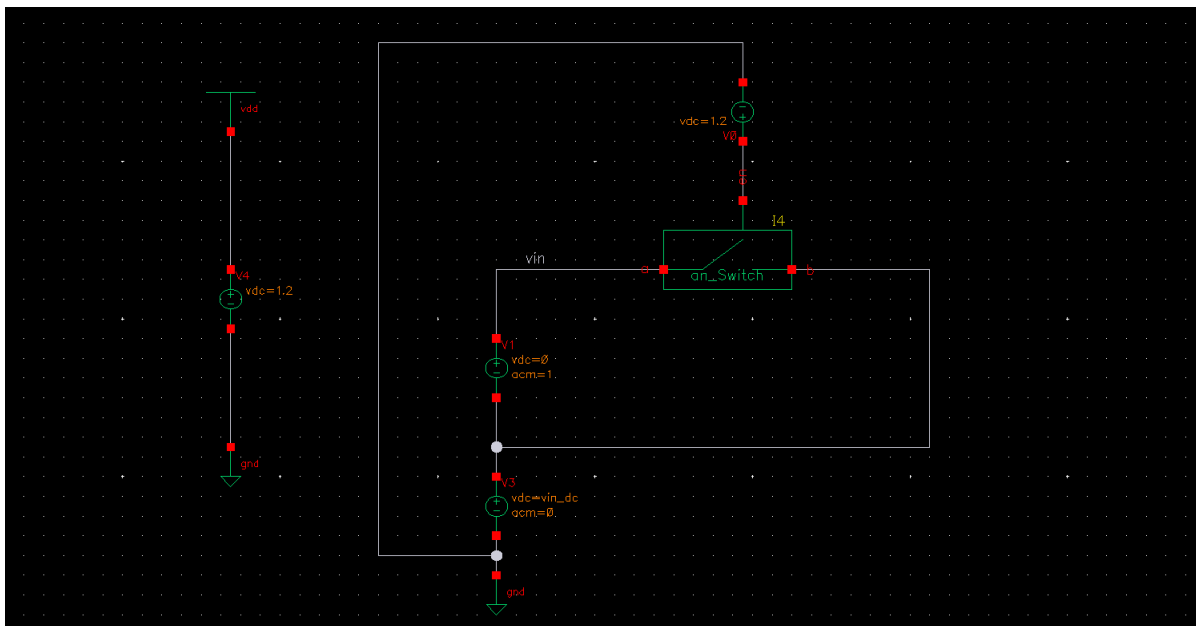 vdd
vdc=1.2
V0
en
I4
vin
a
an_Switch
b
V4
vdc=1.2
V1
vdc=0
acm=1
gnd
V3
vdc=vin_dc
acm=0
gnd